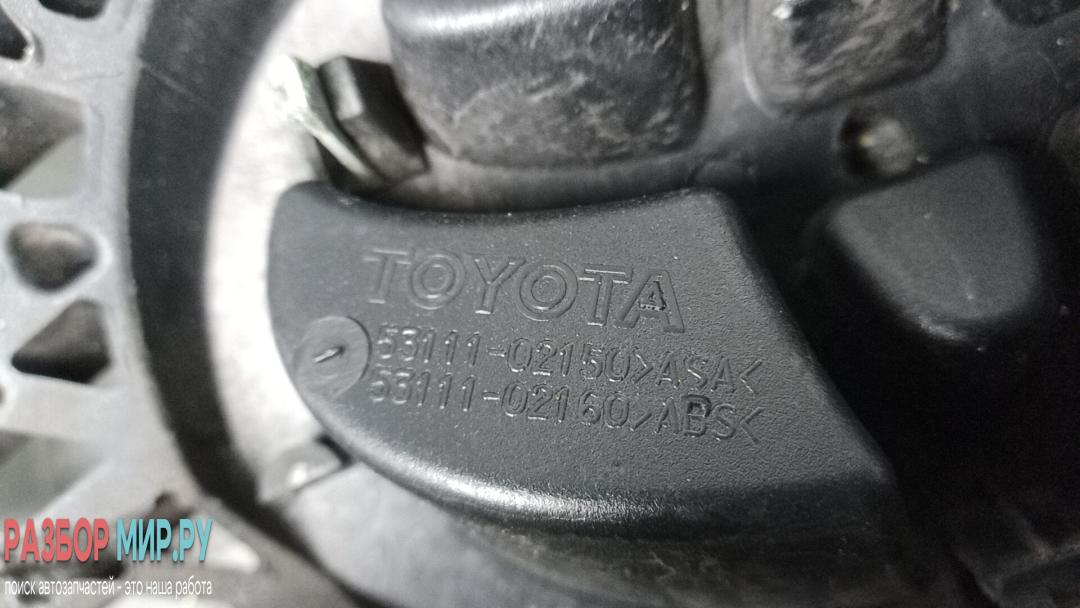 TOYOTA
53111-02150>ASA<
53111-02160>ABS<
РАЗБОР МИР.РУ
поиск автозапчастей - это наша работа